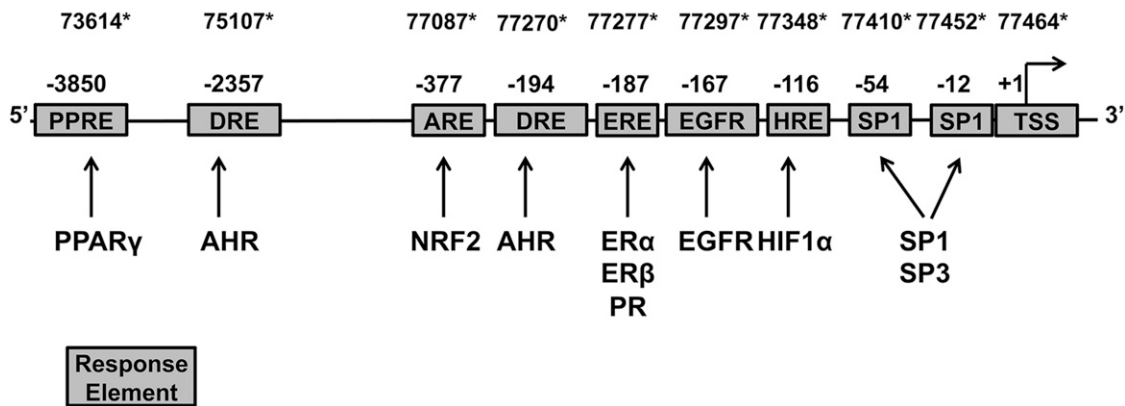 73614* 75107* 77087* 77270* 77277* 77297* 77348* 77410* 77452* 77464*
-3850 -2357 -377 -194 -187 -167 -116 -54 -12 +1
5’ PPRE DRE ARE DRE ERE EGFR HRE SP1 SP1 TSS 3’
PPARγ AHR NRF2 AHR ERα EGFR HIF1α SP1
ERβ SP3
PR
Response
Element